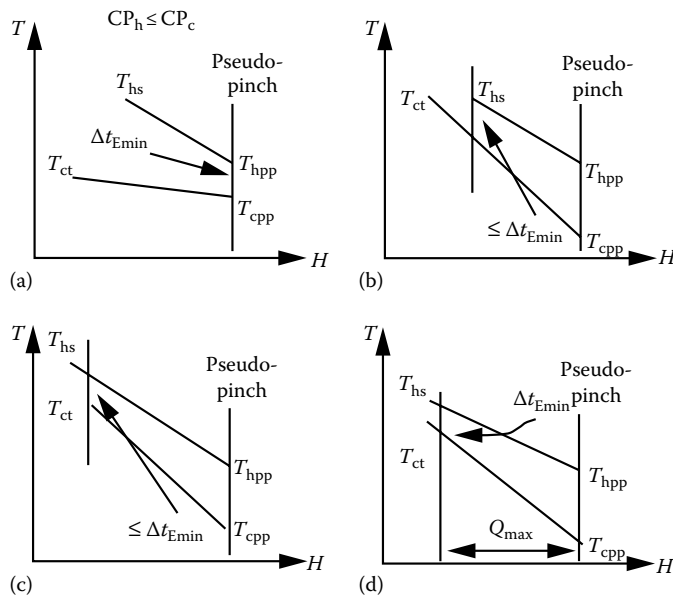 CPh ≤ CPc
T
Pseudo-
pinch
Ths
ΔtEmin
Thpp
Tct
Tcpp
H
(a)
T
Pseudo-
pinch
Ths
Tct
Thpp
≤ ΔtEmin
Tcpp
H
(b)
T
Ths
Pseudo-
pinch
Tct
Thpp
≤ ΔtEmin
Tcpp
H
(c)
T
Pseudo-
pinch
Ths
ΔtEmin
Tct
Thpp
Qmax
Tcpp
H
(d)